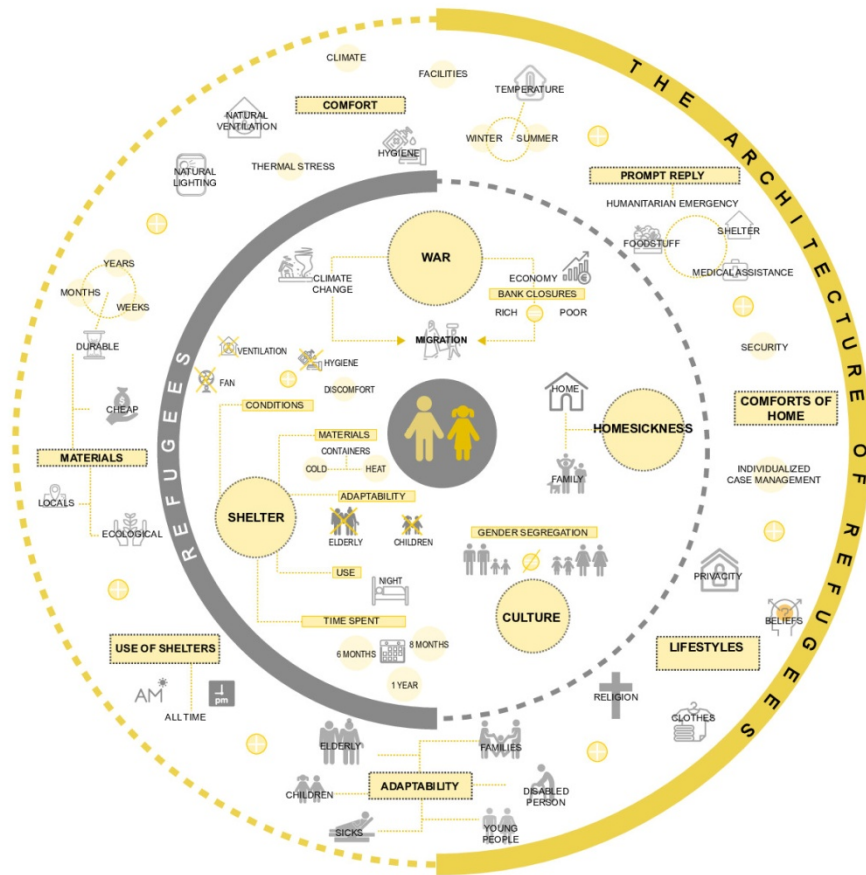 THE ARCHITECTURE OF REFUGEES
CLIMATE
FACILITIES
COMFORT
TEMPERATURE
WINTER
SUMMER
NATURAL
VENTILATION
HYGIENE
THERMAL STRESS
NATURAL
LIGHTING
PROMPT REPLY
HUMANITARIAN EMERGENCY
SHELTER
FOODSTUFF
MEDICAL ASSISTANCE
SECURITY
COMFORTS OF
HOME
INDIVIDUALIZED
CASE MANAGEMENT
PRIVACITY
BELIEFS
LIFESTYLES
RELIGION
CLOTHES
YEARS
MONTHS
WEEKS
DURABLE
CHEAP
MATERIALS
LOCALS
ECOLOGICAL
USE OF SHELTERS
AM
pm
ALL TIME
ELDERLY
FAMILIES
CHILDREN
ADAPTABILITY
DISABLED
PERSON
SICKS
YOUNG
PEOPLE
REFUGEES
WAR
CLIMATE
CHANGE
ECONOMY
BANK CLOSURES
RICH
POOR
MIGRATION
VENTILATION
HYGIENE
FAN
DISCOMFORT
CONDITIONS
MATERIALS
CONTAINERS
COLD
HEAT
ADAPTABILITY
SHELTER
ELDERLY
CHILDREN
USE
NIGHT
TIME SPENT
6 MONTHS
8 MONTHS
1 YEAR
HOME
HOMESICKNESS
FAMILY
GENDER SEGREGATION
CULTURE